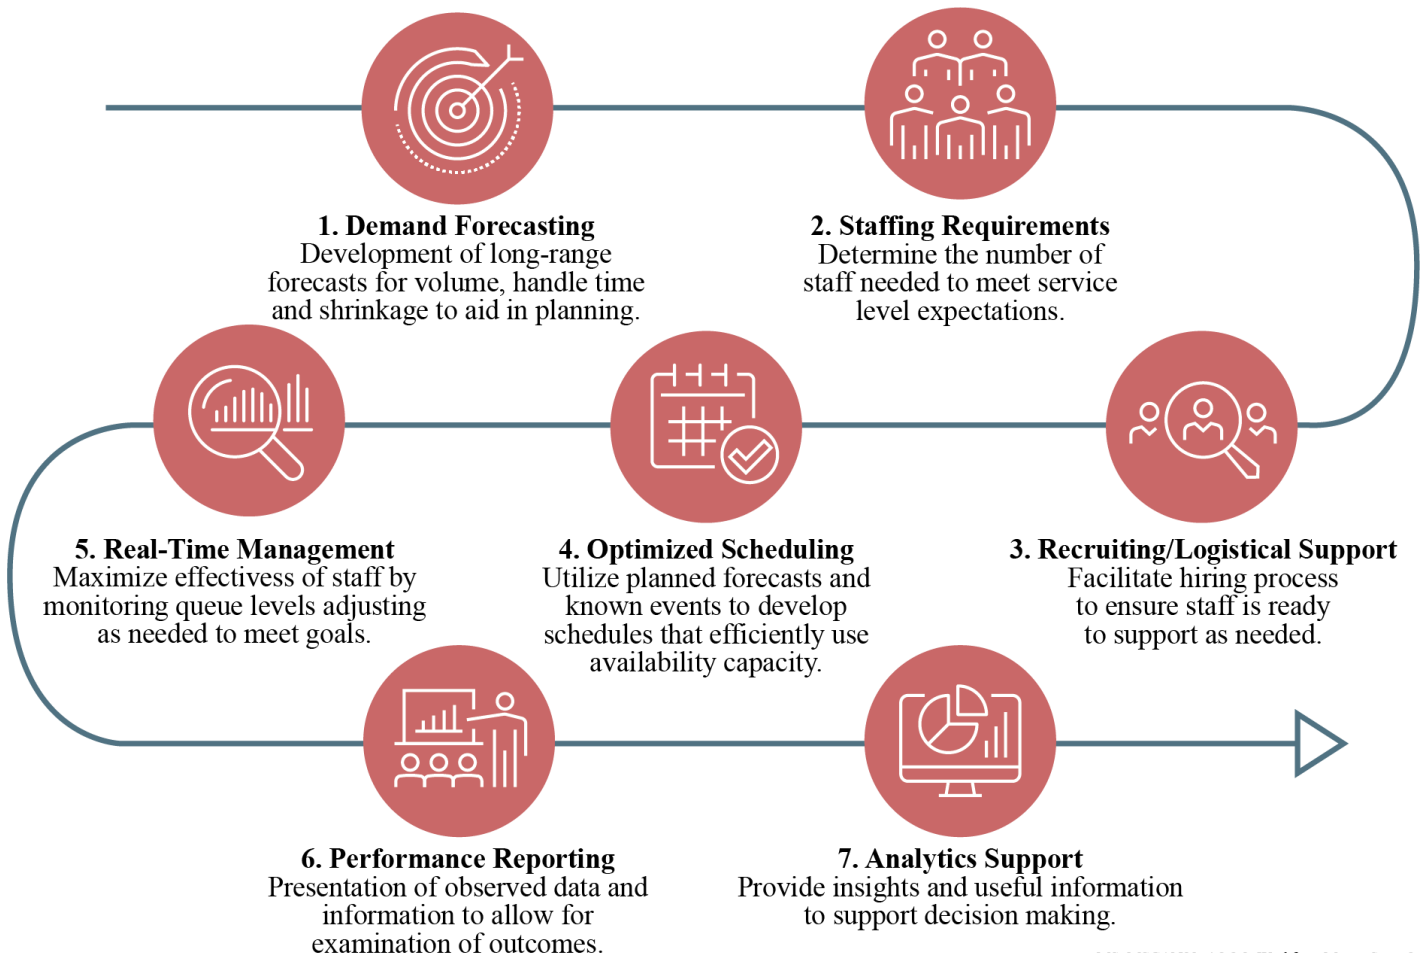 1. Demand Forecasting
Development of long-range
forecasts for volume, handle time
and shrinkage to aid in planning.
2. Staffing Requirements
Determine the number of
staff needed to meet service
level expectations.
3. Recruiting/Logistical Support
Facilitate hiring process
to ensure staff is ready
to support as needed.
4. Optimized Scheduling
Utilize planned forecasts and
known events to develop
schedules that efficiently use
availability capacity.
5. Real-Time Management
Maximize effectivess of staff by
monitoring queue levels adjusting
as needed to meet goals.
6. Performance Reporting
Presentation of observed data and
information to allow for
examination of outcomes.
7. Analytics Support
Provide insights and useful information
to support decision making.